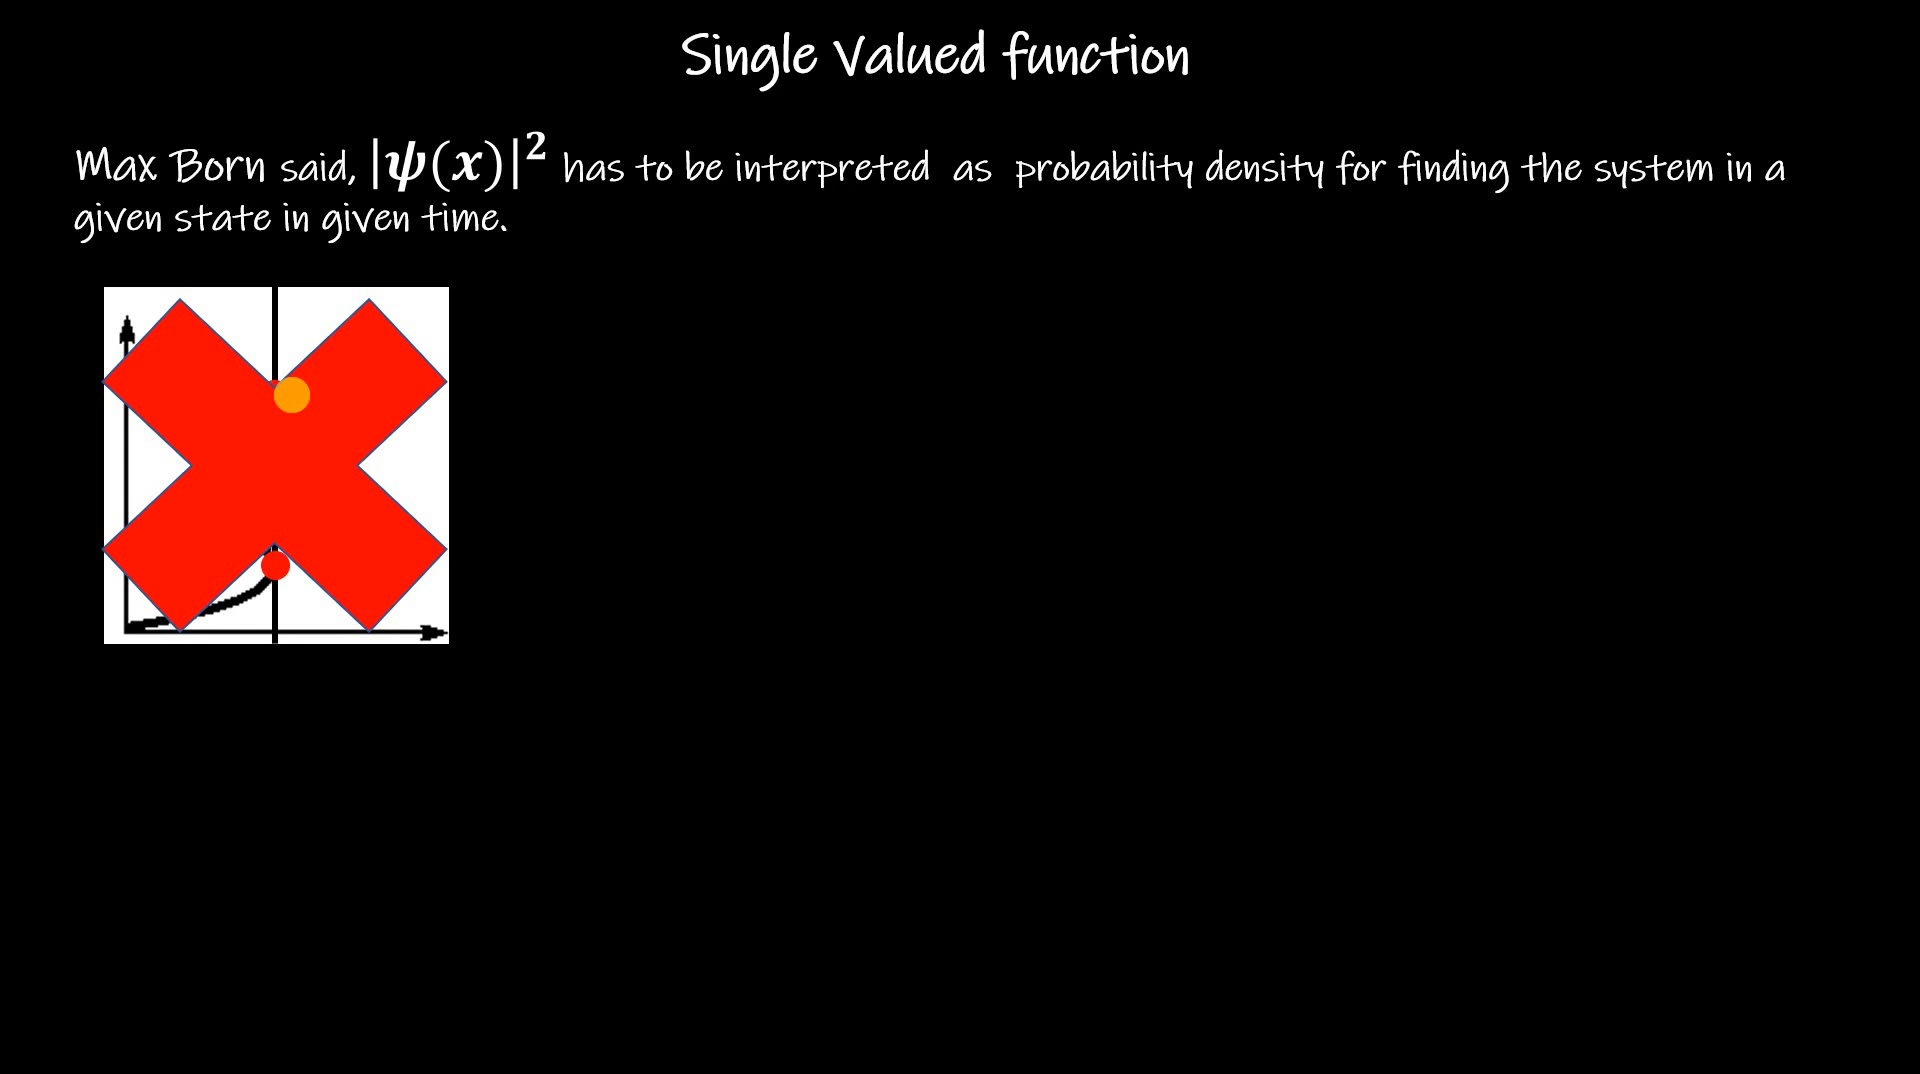 Single Valued function
Max Born said, |𝝍(𝒙)|² has to be interpreted as probability density for finding the system in a
given state in given time.